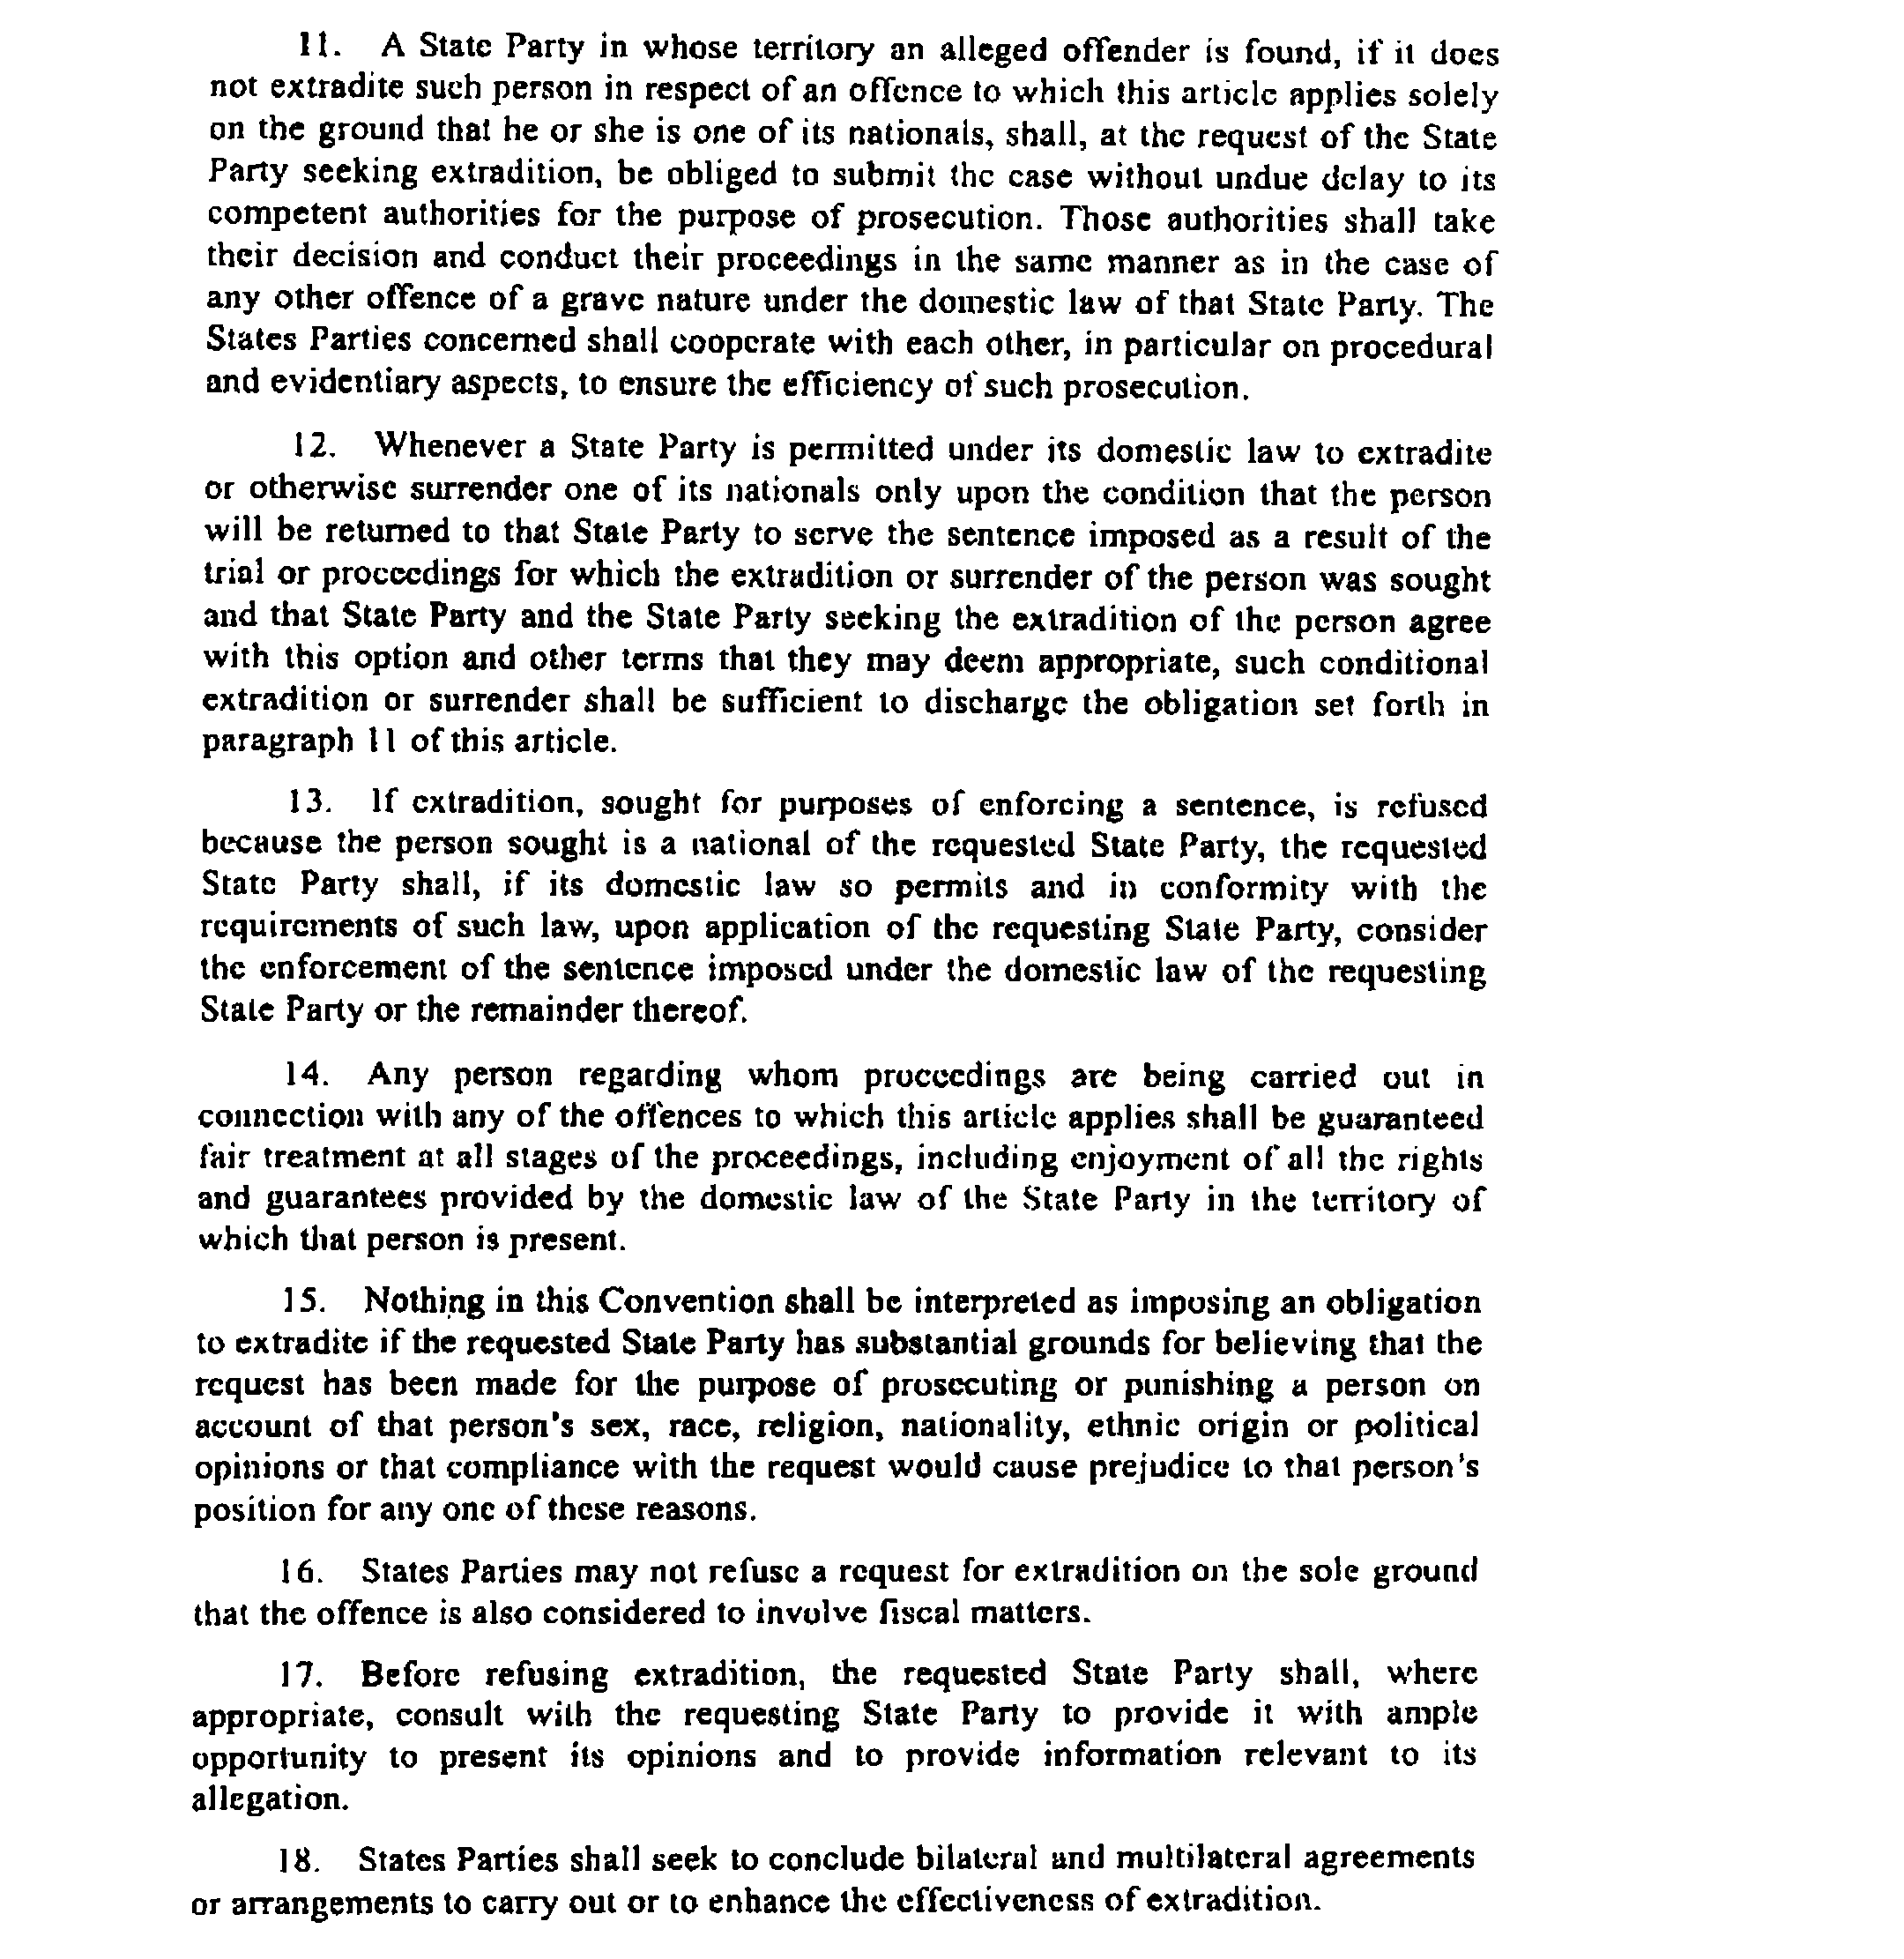 11. A State Party in whose territory an alleged offender is found, if it does
not extradite such person in respect of an offence to which this article applies solely
on the ground that he or she is one of its nationals, shall, at the request of the State
Party seeking extradition, be obliged to submit the case without undue delay to its
competent authorities for the purpose of prosecution. Those authorities shall take
their decision and conduct their proceedings in the same manner as in the case of
any other offence of a grave nature under the domestic law of that State Party. The
States Parties concerned shall cooperate with each other, in particular on procedural
and evidentiary aspects, to ensure the efficiency of such prosecution.
12. Whenever a State Party is permitted under its domestic law to extradite
or otherwise surrender one of its nationals only upon the condition that the person
will be returned to that State Party to serve the sentence imposed as a result of the
trial or proceedings for which the extradition or surrender of the person was sought
and that State Party and the State Party seeking the extradition of the person agree
with this option and other terms that they may deem appropriate, such conditional
extradition or surrender shall be sufficient to discharge the obligation set forth in
paragraph 11 of this article.
13. If extradition, sought for purposes of enforcing a sentence, is refused
because the person sought is a national of the requested State Party, the requested
State Party shall, if its domestic law so permits and in conformity with the
requirements of such law, upon application of the requesting State Party, consider
the enforcement of the sentence imposed under the domestic law of the requesting
State Party or the remainder thereof.
14. Any person regarding whom proceedings are being carried out in
connection with any of the offences to which this article applies shall be guaranteed
fair treatment at all stages of the proceedings, including enjoyment of all the rights
and guarantees provided by the domestic law of the State Party in the territory of
which that person is present.
15. Nothing in this Convention shall be interpreted as imposing an obligation
to extradite if the requested State Party has substantial grounds for believing that the
request has been made for the purpose of prosecuting or punishing a person on
account of that person's sex, race, religion, nationality, ethnic origin or political
opinions or that compliance with the request would cause prejudice to that person's
position for any one of these reasons.
16. States Parties may not refuse a request for extradition on the sole ground
that the offence is also considered to involve fiscal matters.
17. Before refusing extradition, the requested State Party shall, where
appropriate, consult with the requesting State Party to provide it with ample
opportunity to present its opinions and to provide information relevant to its
allegation.
18. States Parties shall seek to conclude bilateral and multilateral agreements
or arrangements to carry out or to enhance the effectiveness of extradition.